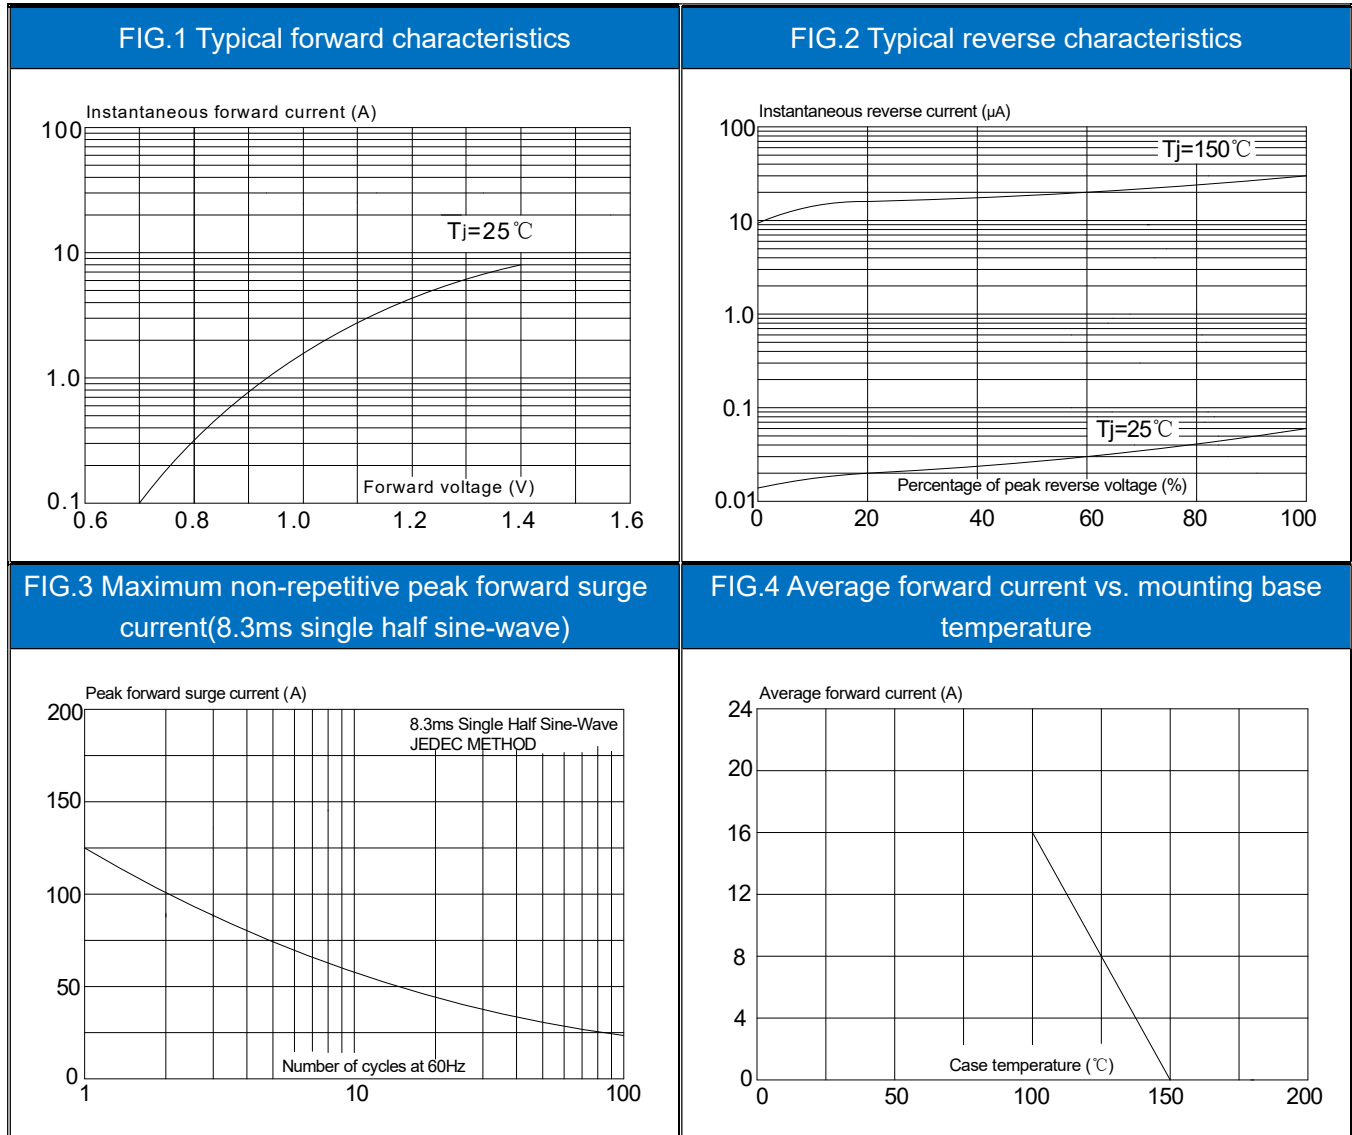 FIG.1 Typical forward characteristics
Instantaneous forward current (A)
100
10
1.0
0.1
Tj=25℃
Forward voltage (V)
0.6 0.8 1.0 1.2 1.4 1.6
FIG.2 Typical reverse characteristics
Instantaneous reverse current (μA)
100
10
1.0
0.1
0.01
Tj=150℃
Tj=25℃
Percentage of peak reverse voltage (%)
0 20 40 60 80 100
FIG.3 Maximum non-repetitive peak forward surge
current(8.3ms single half sine-wave)
Peak forward surge current (A)
200
150
100
50
0
8.3ms Single Half Sine-Wave
JEDEC METHOD
Number of cycles at 60Hz
1 10 100
FIG.4 Average forward current vs. mounting base
temperature
Average forward current (A)
24
20
16
12
8
4
0
Case temperature (℃)
0 50 100 150 200